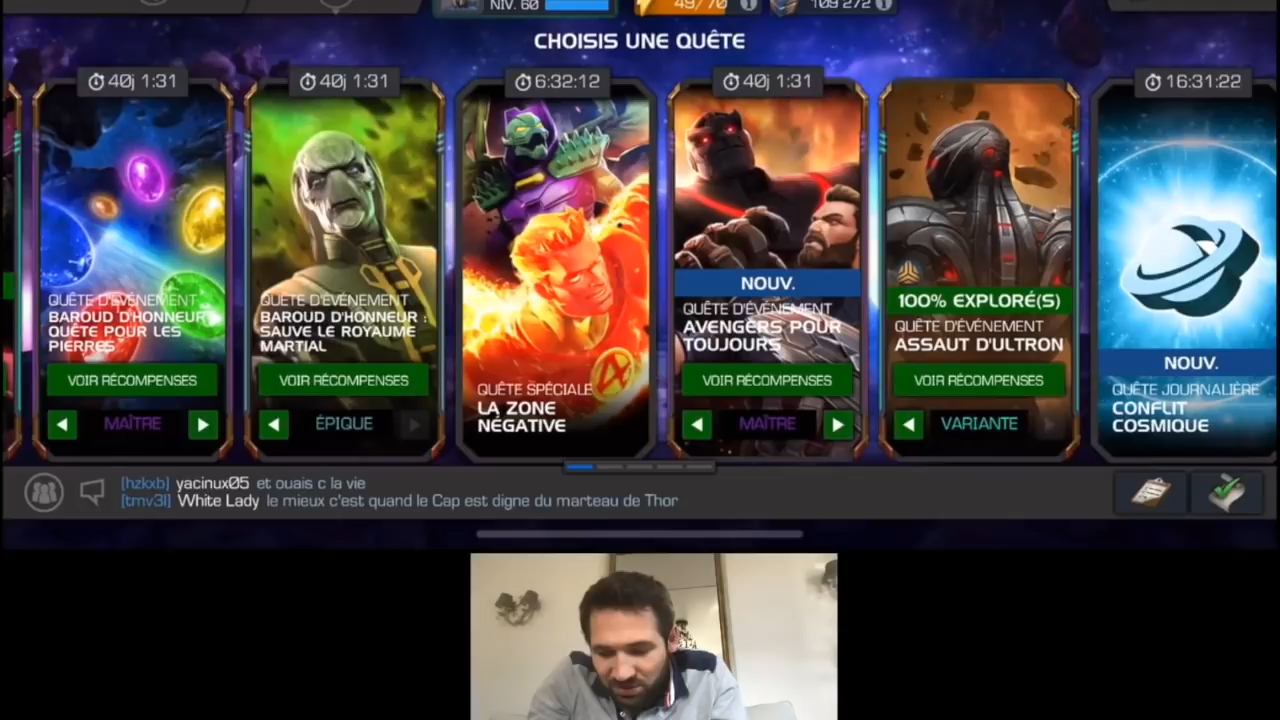 NIV. 60
49/70
109 272
CHOISIS UNE QUÊTE
40j 1:31
QUÊTE D'ÉVÉNEMENT
BAROUD D'HONNEUR
QUÊTE POUR LES
PIERRES
VOIR RÉCOMPENSES
MAÎTRE
40j 1:31
QUÊTE D'ÉVÉNEMENT
BAROUD D'HONNEUR :
SAUVE LE ROYAUME
MARTIAL
VOIR RÉCOMPENSES
ÉPIQUE
6:32:12
QUÊTE SPÉCIALE
LA ZONE
NÉGATIVE
40j 1:31
NOUV.
QUÊTE D'ÉVÉNEMENT
AVENGERS POUR
TOUJOURS
VOIR RÉCOMPENSES
MAÎTRE
100% EXPLORÉ(S)
QUÊTE D'ÉVÉNEMENT
ASSAUT D'ULTRON
VOIR RÉCOMPENSES
VARIANTE
16:31:22
NOUV.
QUÊTE JOURNALIÈRE
CONFLIT
COSMIQUE
[hzkxb] yacinux05 et ouais c la vie
[tmv3l] White Lady le mieux c'est quand le Cap est digne du marteau de Thor